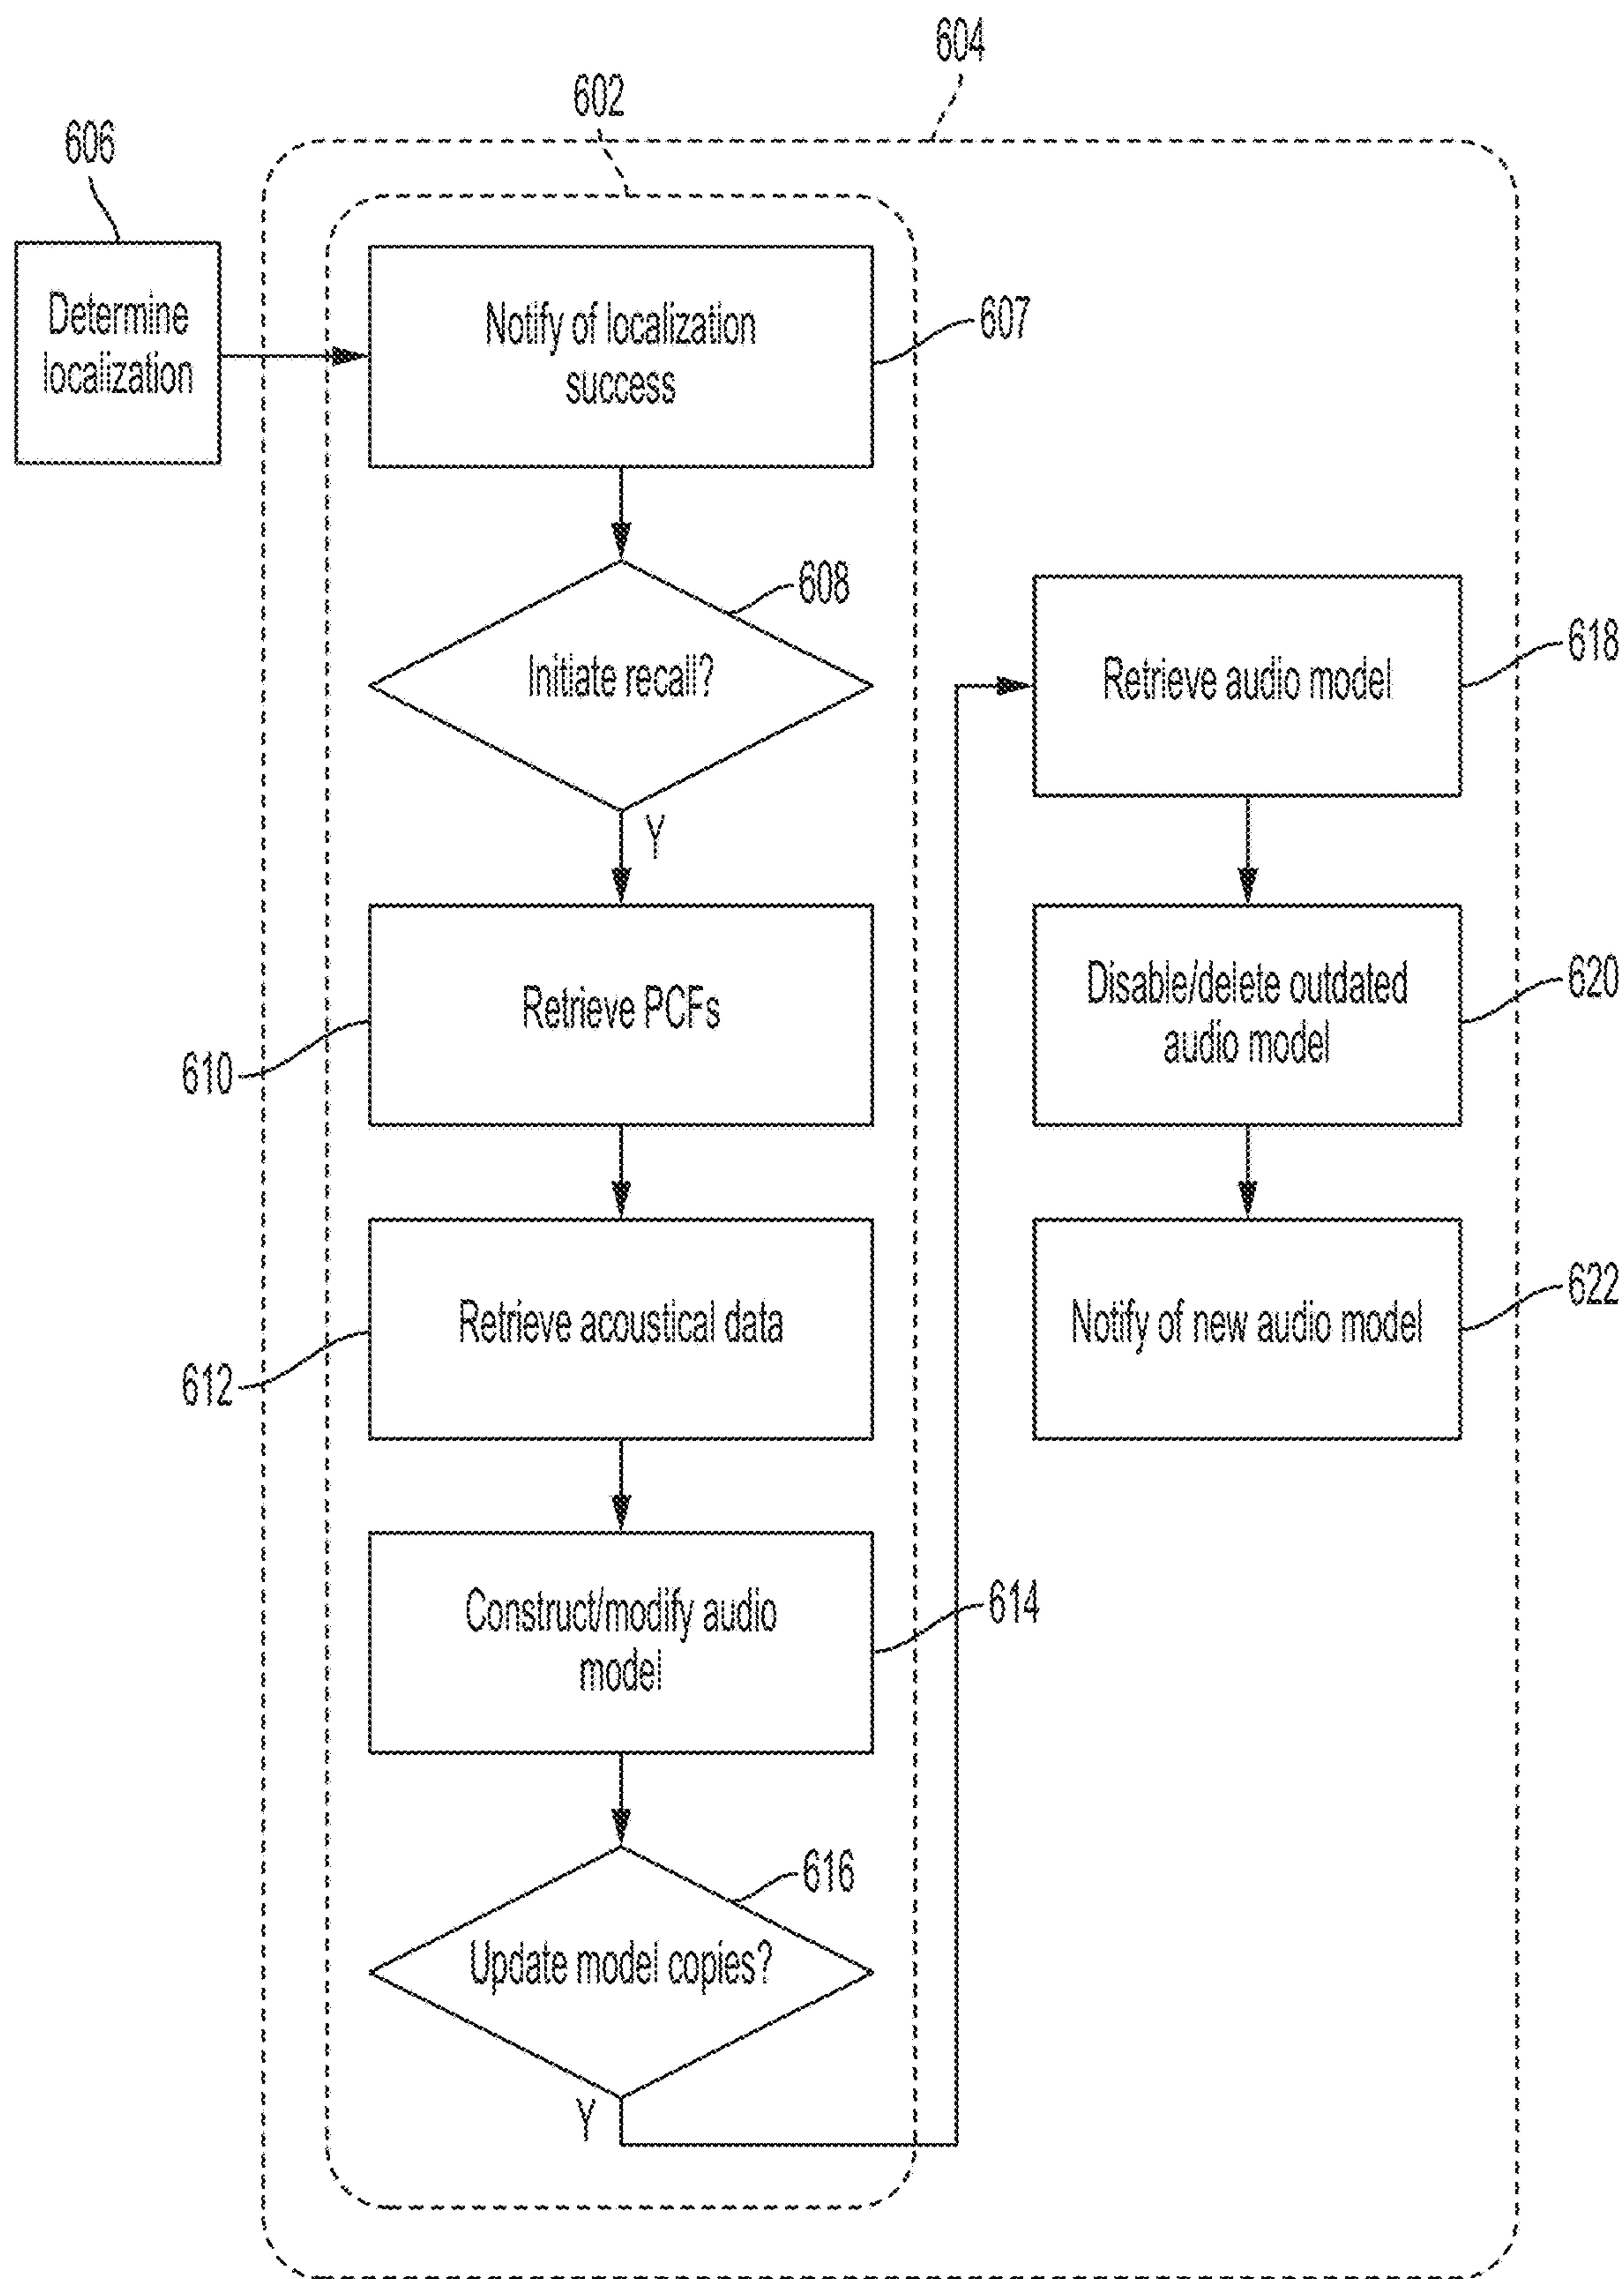 604
602
606
Determine
localization
Notify of localization
success
607
608
Initiate recall?
Y
Retrieve PCFs
610
Retrieve acoustical data
612
Construct/modify audio
model
614
616
Update model copies?
Y
Retrieve audio model
618
Disable/delete outdated
audio model
620
Notify of new audio model
622